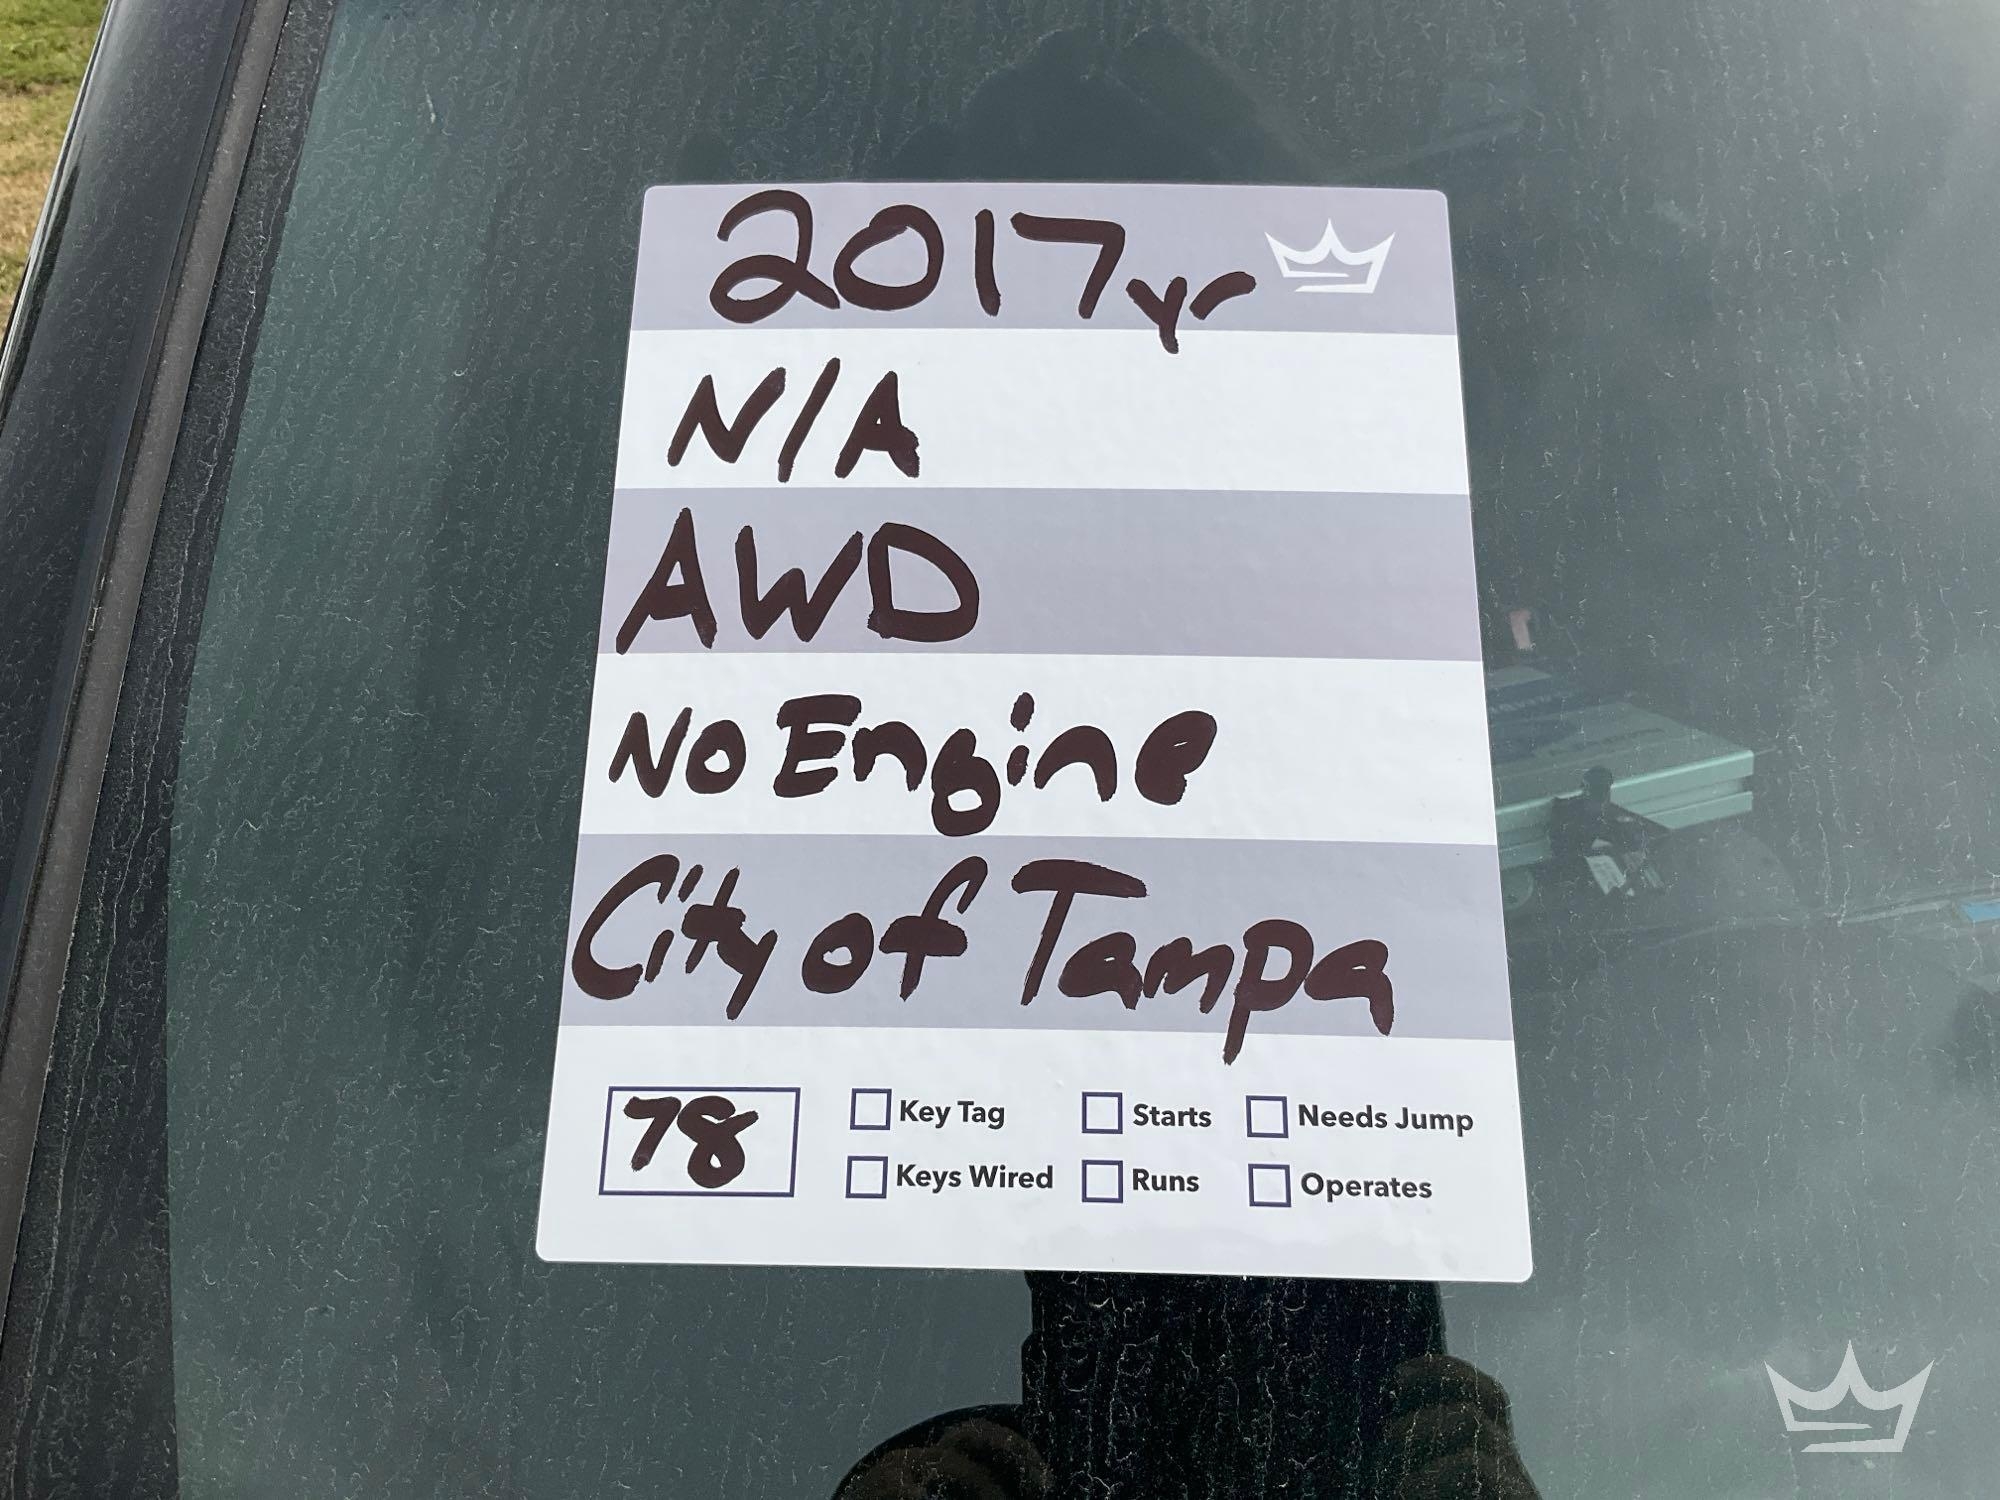 2017yr
N/A
AWD
No Engine
City of Tampa
78
Key Tag
Starts
Needs Jump
Keys Wired
Runs
Operates